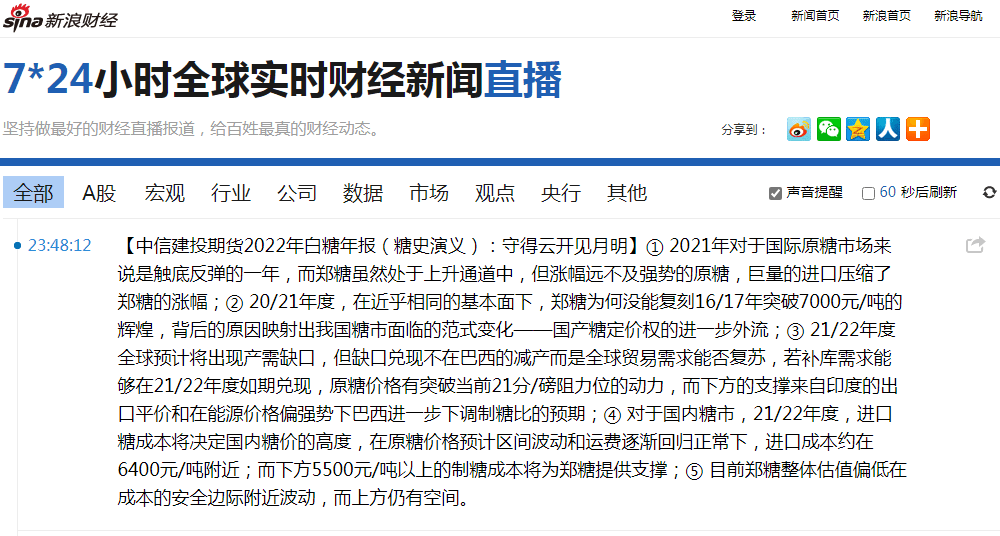 sina 新浪财经
登录 新闻首页 新浪首页 新浪导航
7*24小时全球实时财经新闻直播
坚持做最好的财经直播报道，给百姓最真的财经动态。
分享到：
全部 A股 宏观 行业 公司 数据 市场 观点 央行 其他 声音提醒 60 秒后刷新
23:48:12 【中信建投期货2022年白糖年报（糖史演义）：守得云开见月明】① 2021年对于国际原糖市场来
说是触底反弹的一年，而郑糖虽然处于上升通道中，但涨幅远不及强势的原糖，巨量的进口压缩了
郑糖的涨幅；② 20/21年度，在近乎相同的基本面下，郑糖为何没能复刻16/17年突破7000元/吨的
辉煌，背后的原因映射出我国糖市面临的范式变化——国产糖定价权的进一步外流；③ 21/22年度
全球预计将出现产需缺口，但缺口兑现不在巴西的减产而是全球贸易需求能否复苏，若补库需求能
够在21/22年度如期兑现，原糖价格有突破当前21分/磅阻力位的动力，而下方的支撑来自印度的出
口平价和在能源价格偏强势下巴西进一步下调制糖比的预期；④ 对于国内糖市，21/22年度，进口
糖成本将决定国内糖价的高度，在原糖价格预计区间波动和运费逐渐回归正常下，进口成本约在
6400元/吨附近；而下方5500元/吨以上的制糖成本将为郑糖提供支撑；⑤ 目前郑糖整体估值偏低在
成本的安全边际附近波动，而上方仍有空间。